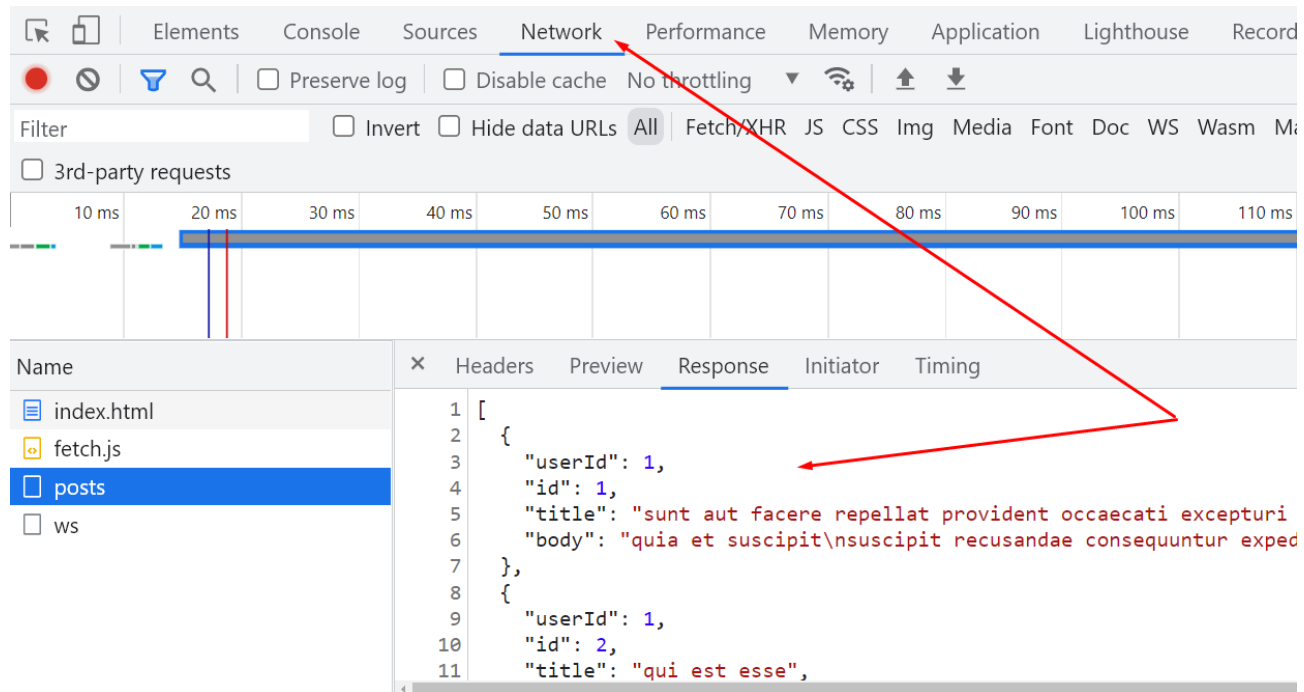 Elements Console Sources Network Performance Memory Application Lighthouse Record
Preserve log Disable cache No throttling
Filter Invert Hide data URLs All Fetch/XHR JS CSS Img Media Font Doc WS Wasm Ma
3rd-party requests
10 ms 20 ms 30 ms 40 ms 50 ms 60 ms 70 ms 80 ms 90 ms 100 ms 110 ms
Name
index.html
fetch.js
posts
ws
× Headers Preview Response Initiator Timing
1 [
2 {
3 "userId": 1,
4 "id": 1,
5 "title": "sunt aut facere repellat provident occaecati excepturi
6 "body": "quia et suscipit\nsuscipit recusandae consequuntur exped
7 },
8 {
9 "userId": 1,
10 "id": 2,
11 "title": "qui est esse",